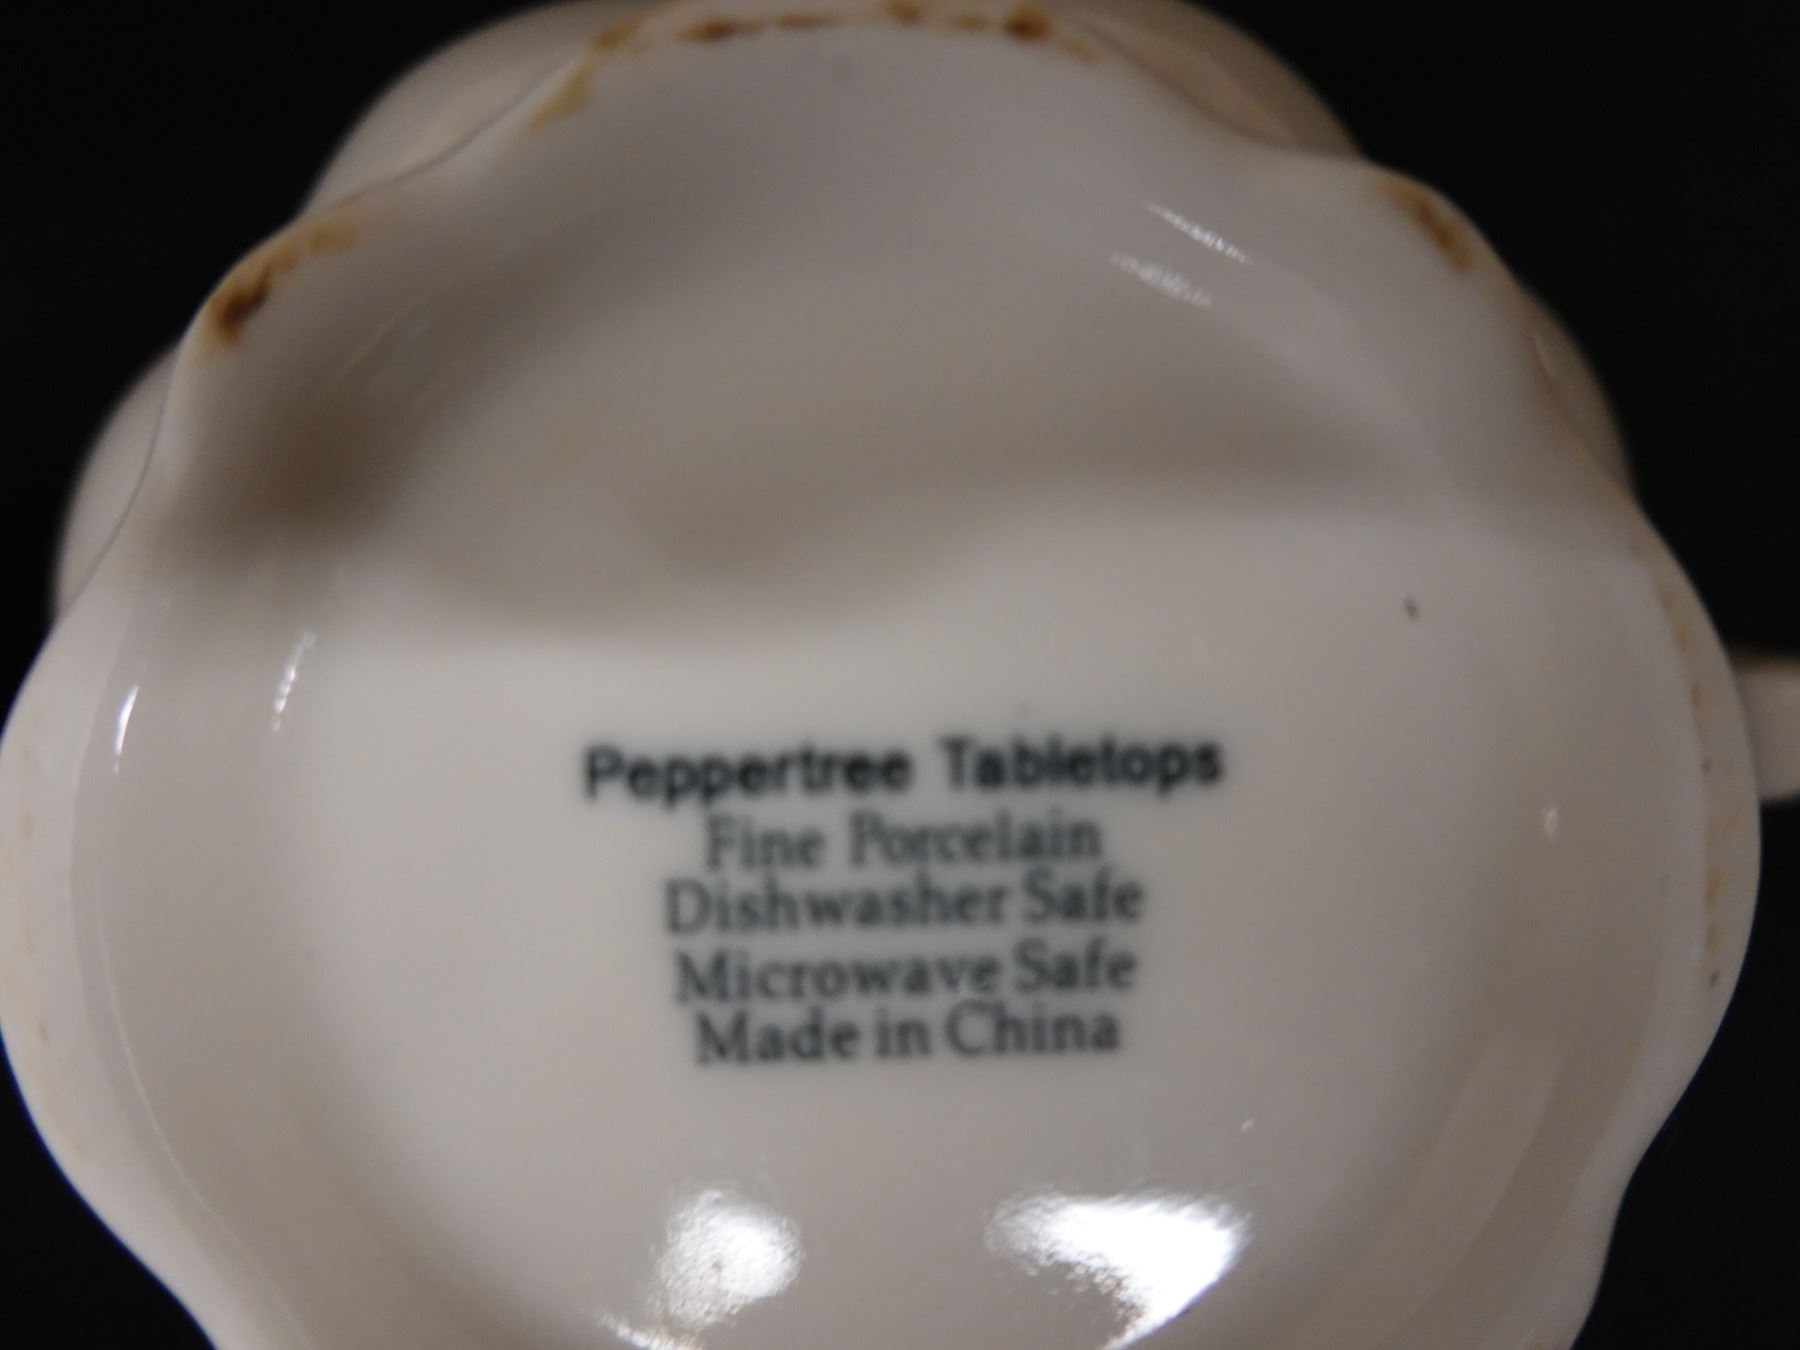 Peppertree Tabletops
Fine Porcelain
Dishwasher Safe
Microwave Safe
Made in China